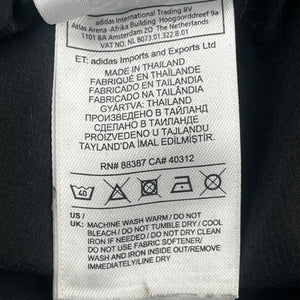 adidas International Trading BV
Atlas Arena -Afrika Building, Hoogoorddreef 9a
1101 BA Amsterdam ZO The Netherlands
VAT NO. NL 8073.01.322.B.01
ET: adidas Imports and Exports Ltd
MADE IN THAILAND
FABRIQUÉ EN THAÏLANDE
FABRICADO EN TAILANDIA
FABRICADO NA TAILÂNDIA
GYÁRTVA: THAILAND
ПРОИЗВЕДЕНО В ТАЙЛАНД
СДЕЛАНО В ТАИЛАНДЕ
PROIZVEDENO U TAJLANDU
TAYLAND'DA İMAL EDİLMİŞTİR.
RN# 88387 CA# 40312
40
US /
UK: MACHINE WASH WARM / DO NOT
BLEACH / DO NOT TUMBLE DRY / COOL
IRON IF NEEDED / DO NOT DRY CLEAN
DO NOT USE FABRIC SOFTENER/
WASH AND IRON INSIDE OUT/REMOVE
IMMEDIATELY/LINE DRY